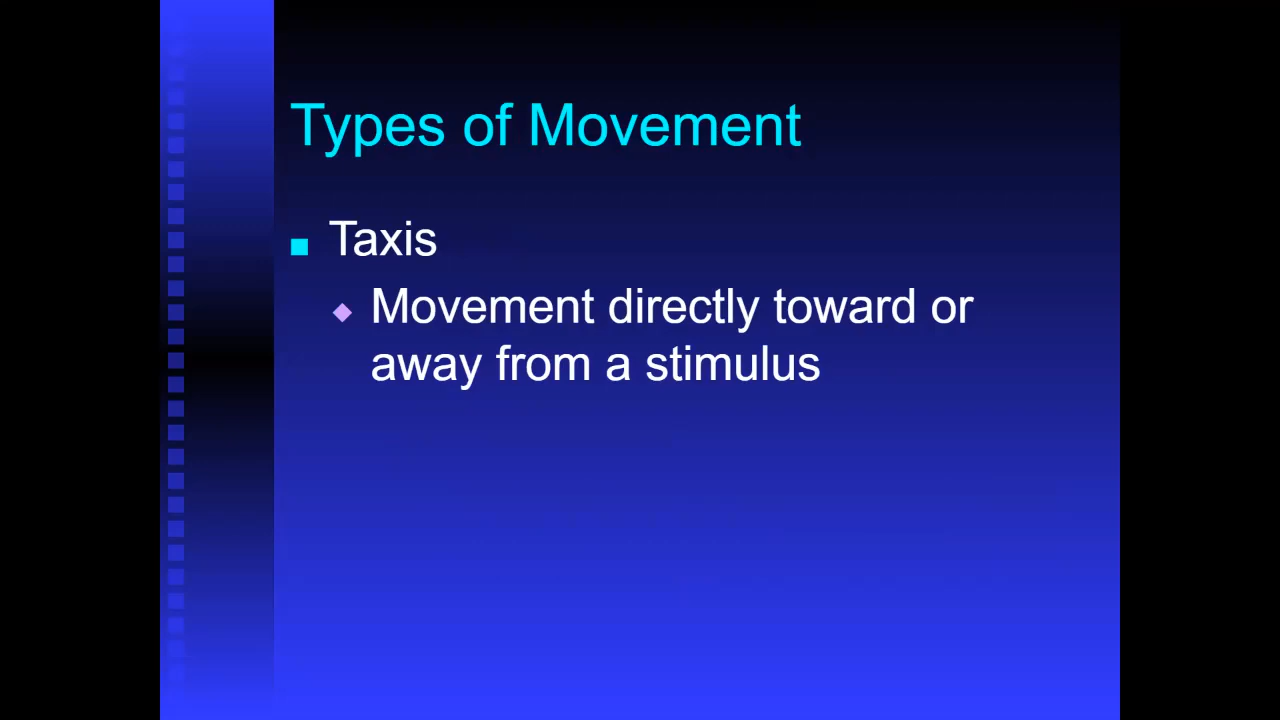 Types of Movement
Taxis
Movement directly toward or
away from a stimulus